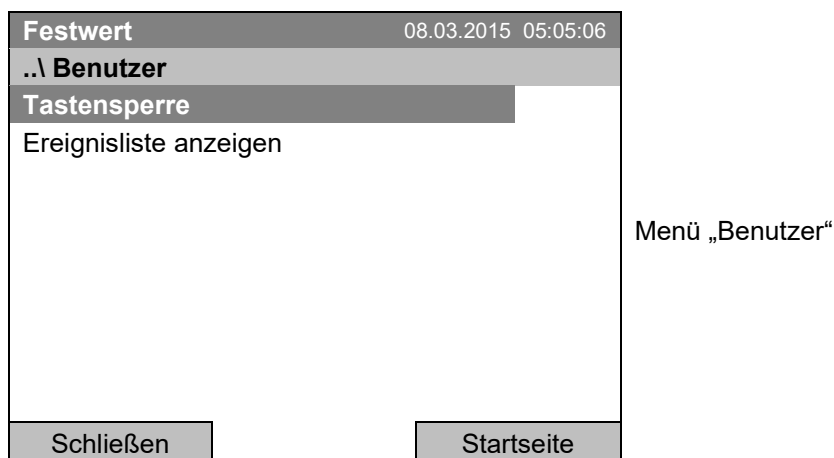 Festwert 08.03.2015 05:05:06
..\ Benutzer
Tastensperre
Ereignisliste anzeigen
Menü „Benutzer“
Schließen Startseite